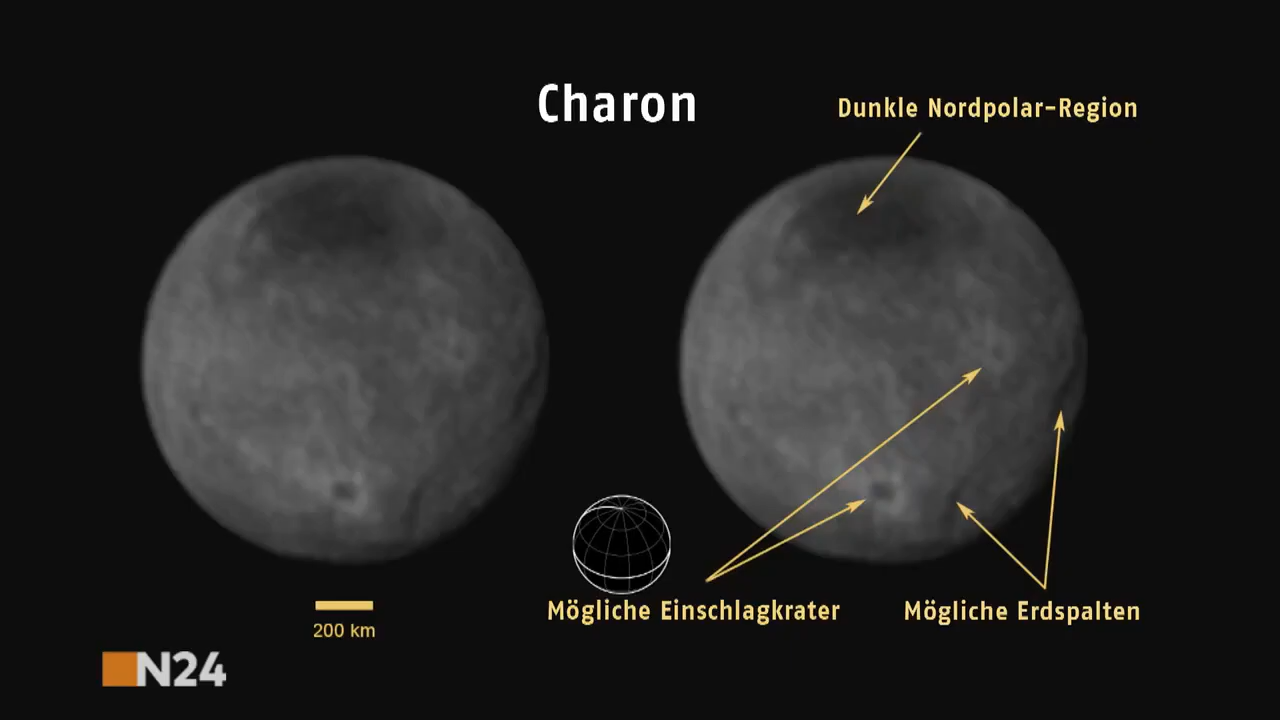 Charon
Dunkle Nordpolar-Region
Mögliche Einschlagkrater
Mögliche Erdspalten
200 km
N24